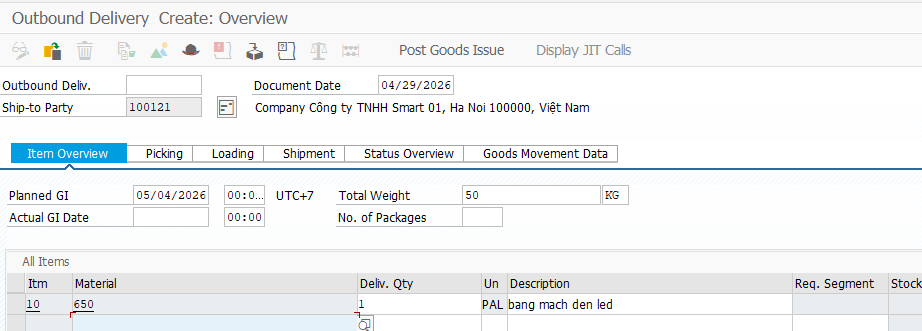 Outbound Delivery Create: Overview
Post Goods Issue Display JIT Calls
Outbound Deliv. Document Date 04/29/2026
Ship-to Party 100121 Company Công ty TNHH Smart 01, Ha Noi 100000, Việt Nam
Item Overview Picking Loading Shipment Status Overview Goods Movement Data
Planned GI 05/04/2026 00:0… UTC+7 Total Weight 50 KG
Actual GI Date 00:00 No. of Packages
All Items
Itm Material Deliv. Qty Un Description Req. Segment Stock
10 650 1 PAL bang mach den led